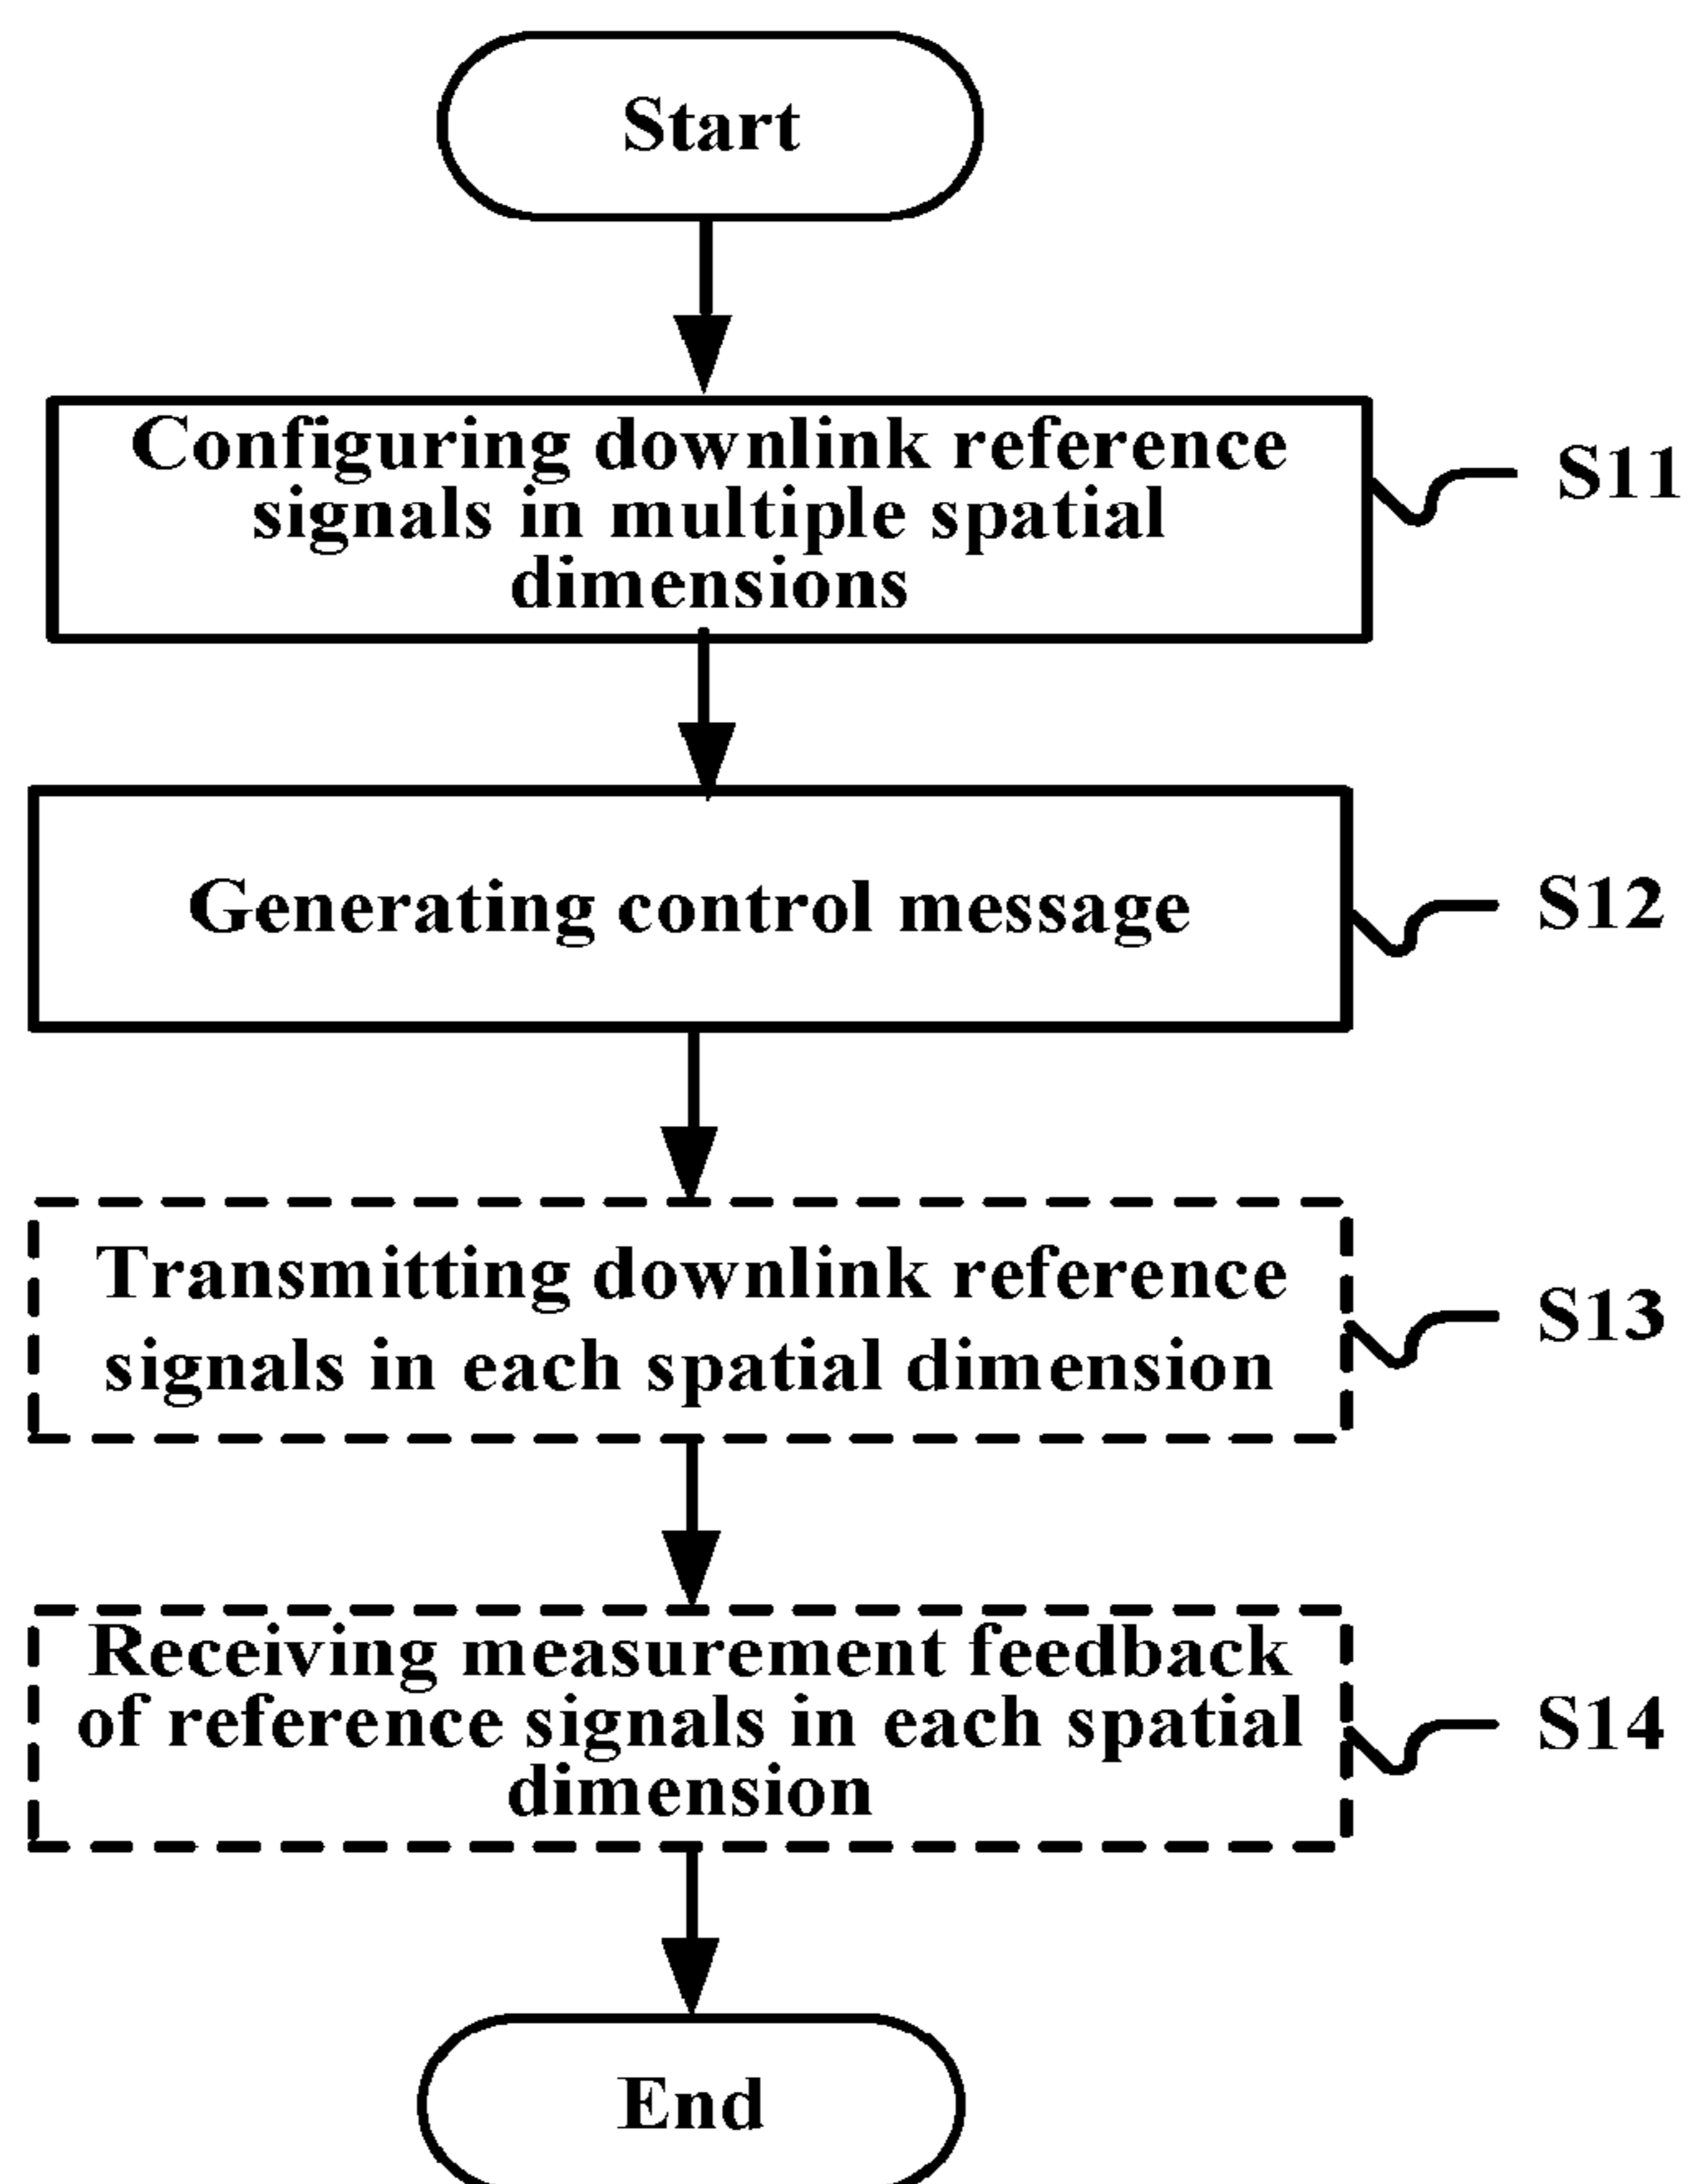 Start
Configuring downlink reference
signals in multiple spatial
dimensions
S11
Generating control message
S12
Transmitting downlink reference
signals in each spatial dimension
S13
Receiving measurement feedback
of reference signals in each spatial
dimension
S14
End